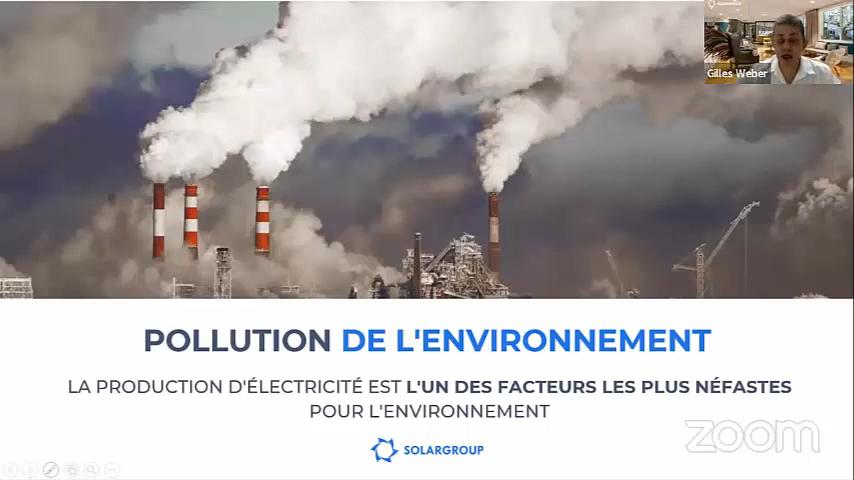 Gilles Weber
POLLUTION DE L'ENVIRONNEMENT
LA PRODUCTION D'ÉLECTRICITÉ EST L'UN DES FACTEURS LES PLUS NÉFASTES
POUR L'ENVIRONNEMENT
SOLARGROUP
zoom